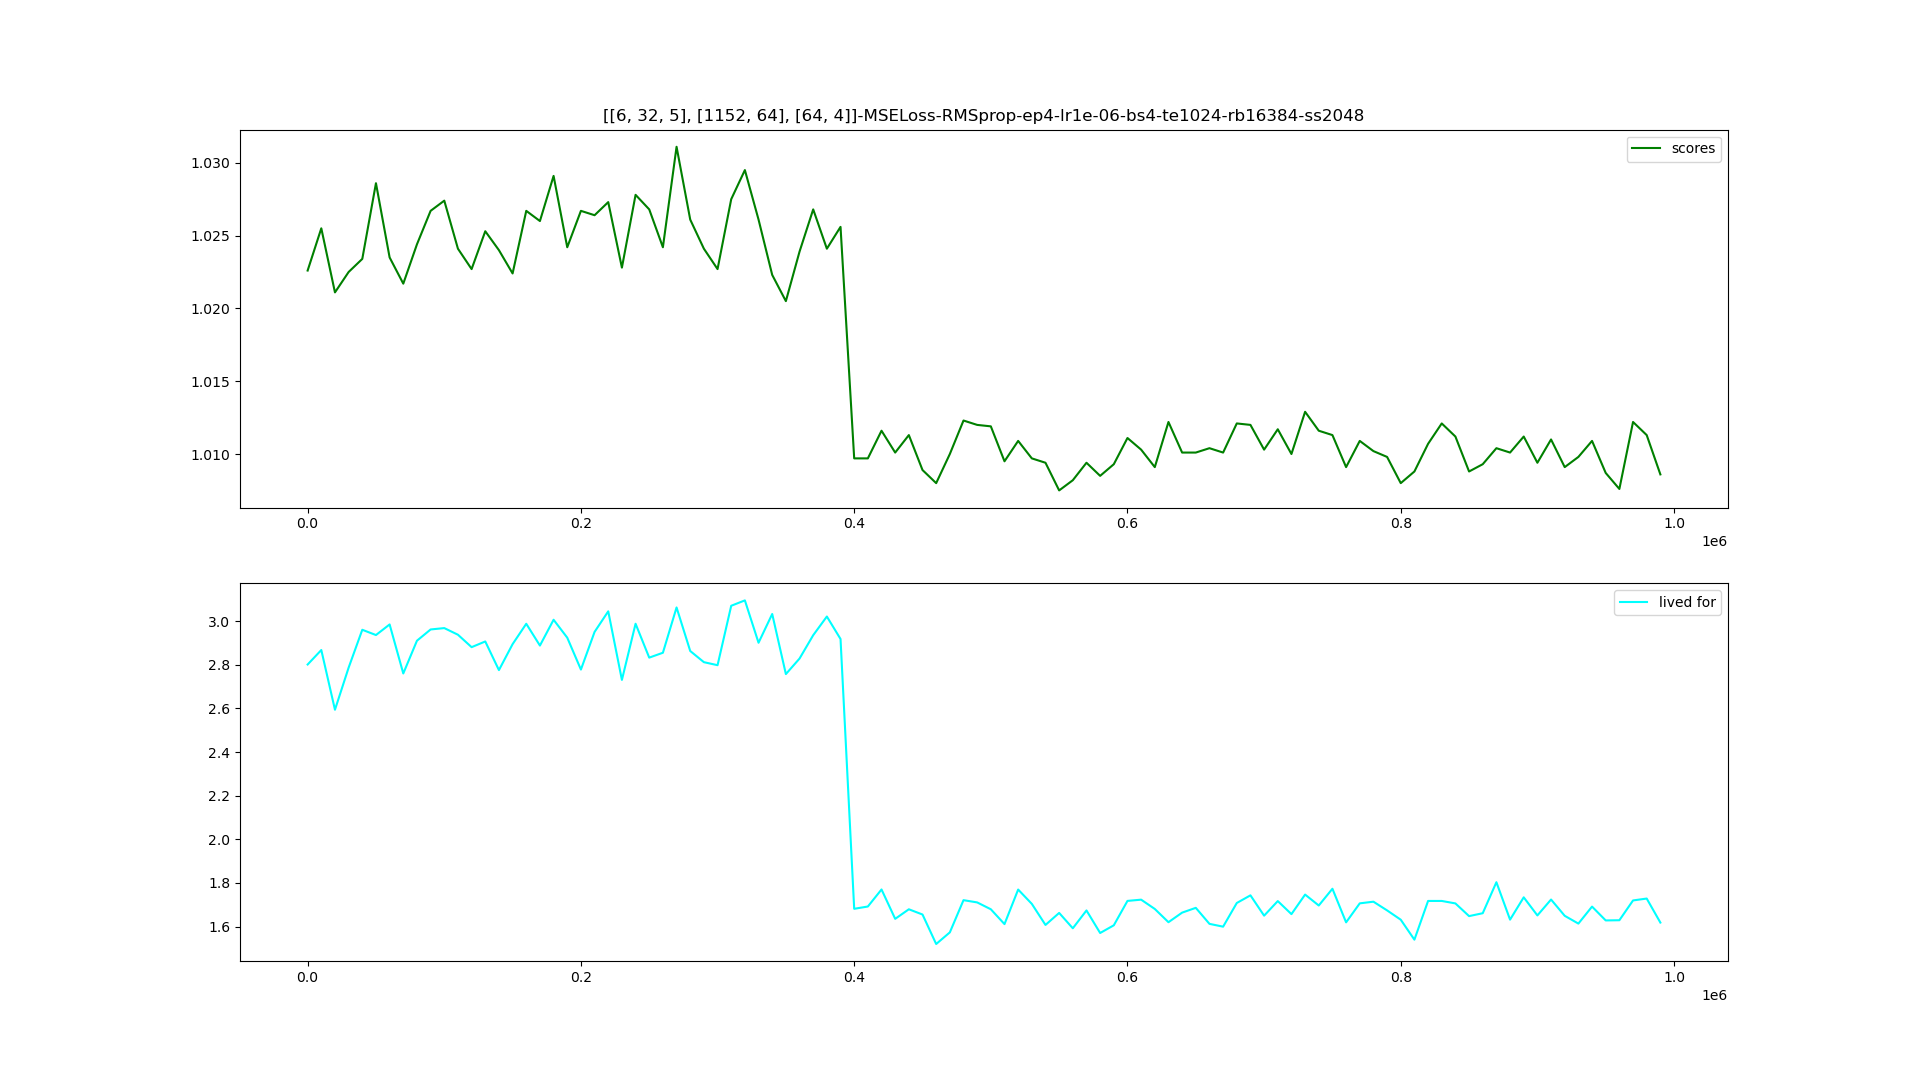 [[6, 32, 5], [1152, 64], [64, 4]]-MSELoss-RMSprop-ep4-lr1e-06-bs4-te1024-rb16384-ss2048
scores
1.030
1.025
1.020
1.015
1.010
0.0 0.2 0.4 0.6 0.8 1.0
1e6
lived for
3.0
2.8
2.6
2.4
2.2
2.0
1.8
1.6
0.0 0.2 0.4 0.6 0.8 1.0
1e6